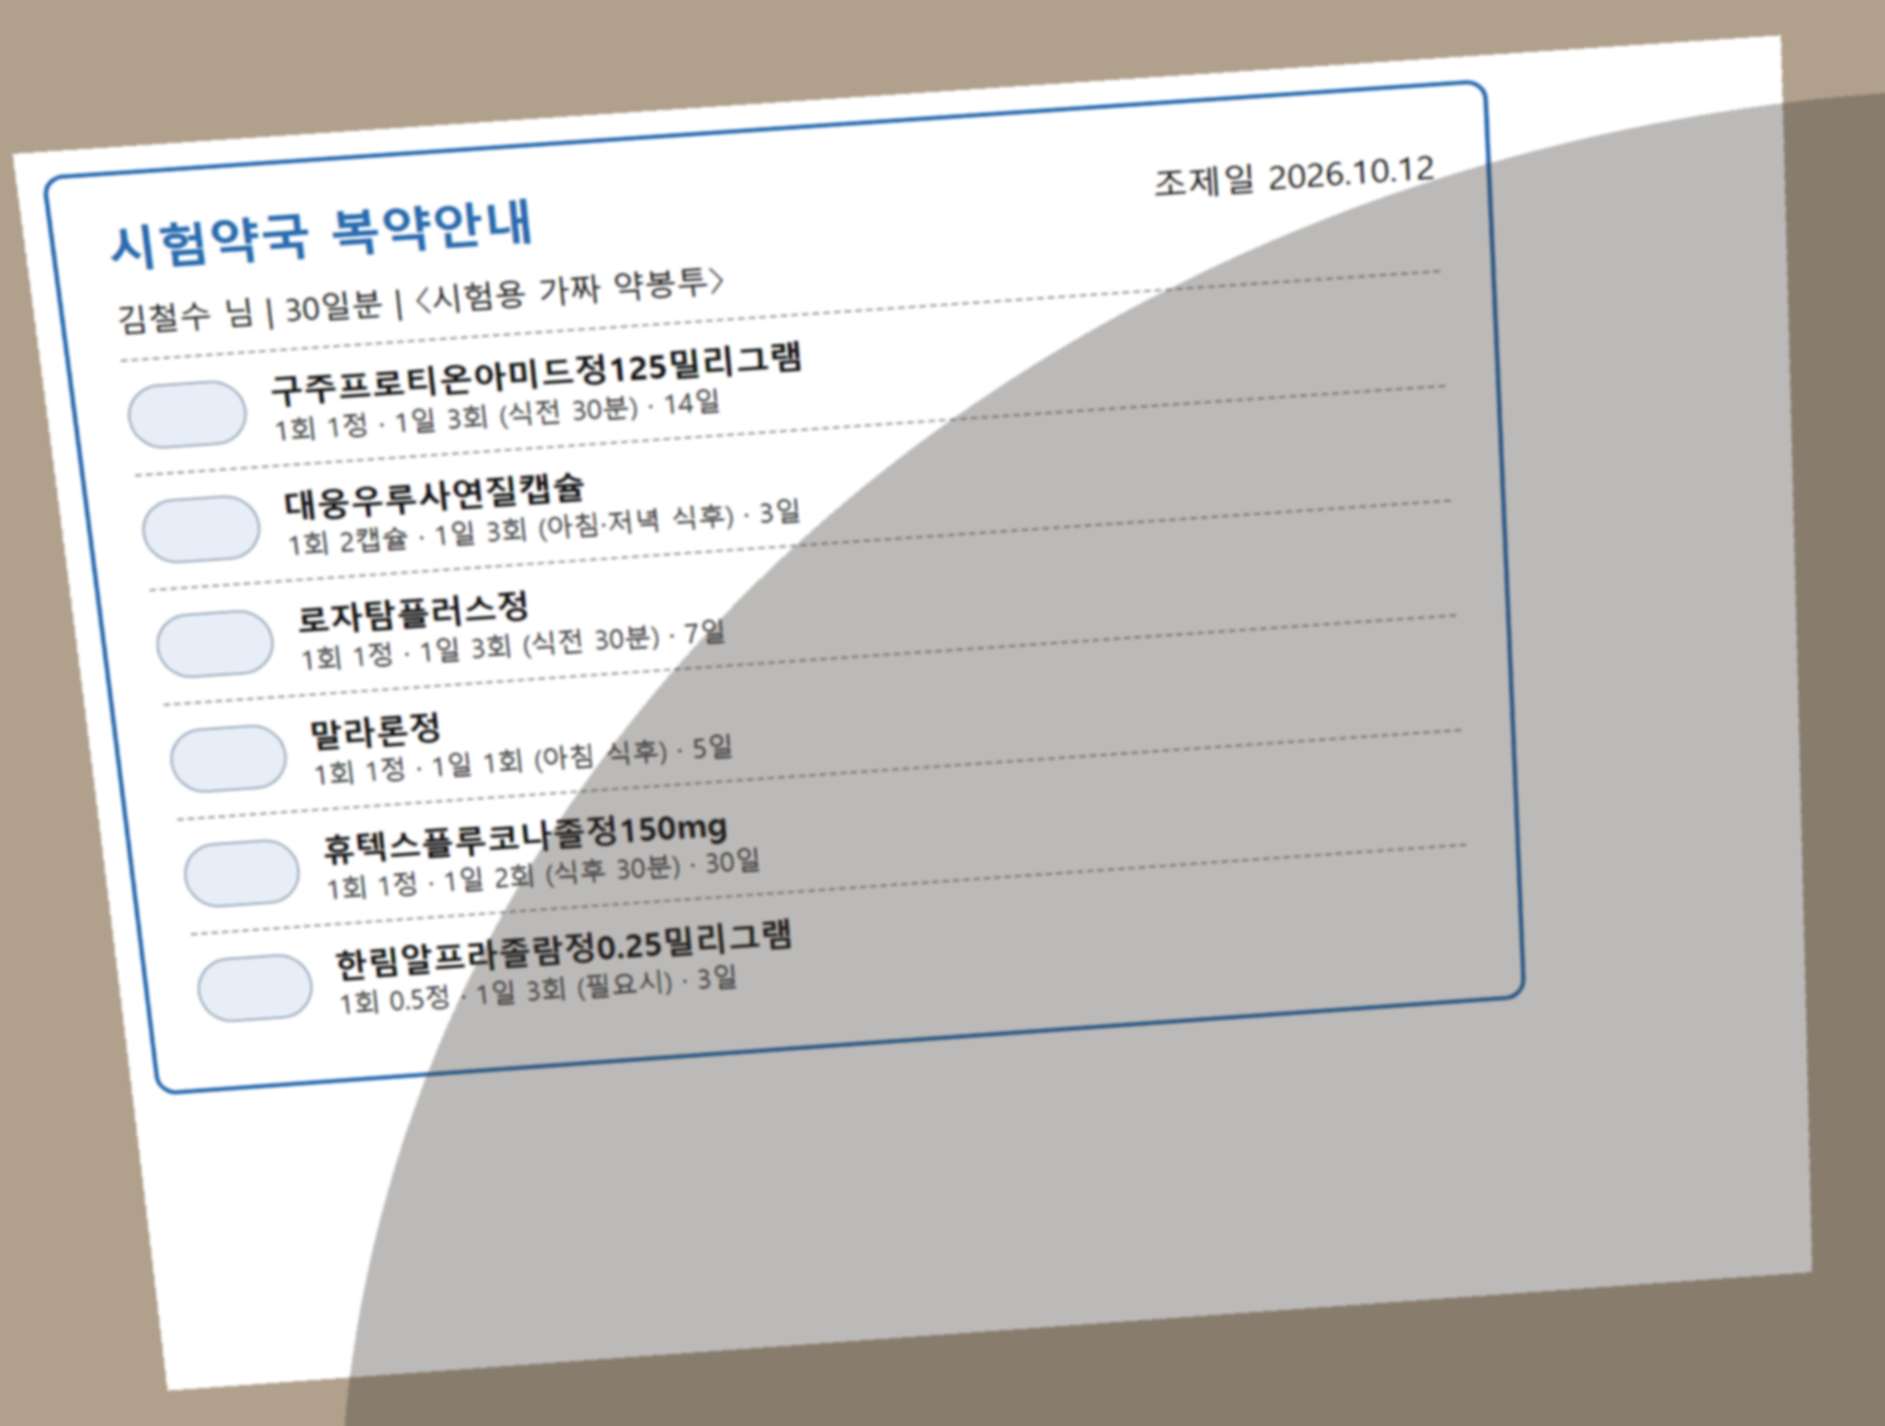 조제일 2026.10.12
시험약국 복약안내
김철수 님 | 30일분 | 〈시험용 가짜 약봉투〉
구주프로티온아미드정125밀리그램
1회 1정 · 1일 3회 (식전 30분) · 14일
대웅우루사연질캡슐
1회 2캡슐 · 1일 3회 (아침·저녁 식후) · 3일
로자탐플러스정
1회 1정 · 1일 3회 (식전 30분) · 7일
말라론정
1회 1정 · 1일 1회 (아침 식후) · 5일
휴텍스플루코나졸정150mg
1회 1정 · 1일 2회 (식후 30분) · 30일
한림알프라졸람정0.25밀리그램
1회 0.5정 · 1일 3회 (필요시) · 3일